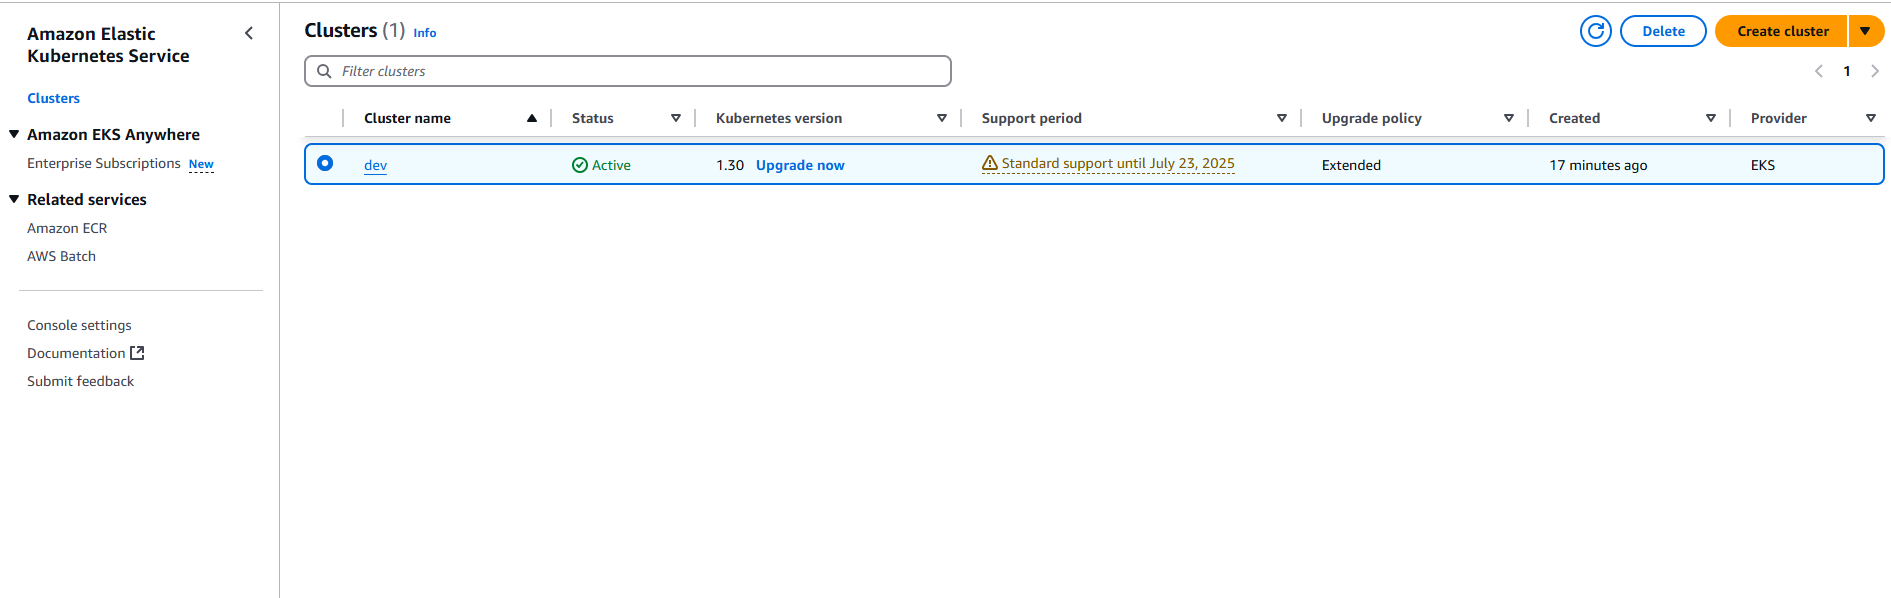 Amazon Elastic
Kubernetes Service
Clusters
Amazon EKS Anywhere
Enterprise Subscriptions New
Related services
Amazon ECR
AWS Batch
Console settings
Documentation
Submit feedback
Clusters (1) Info
Delete
Create cluster
Filter clusters
1
Cluster name Status Kubernetes version Support period Upgrade policy Created Provider
dev Active 1.30 Upgrade now Standard support until July 23, 2025 Extended 17 minutes ago EKS